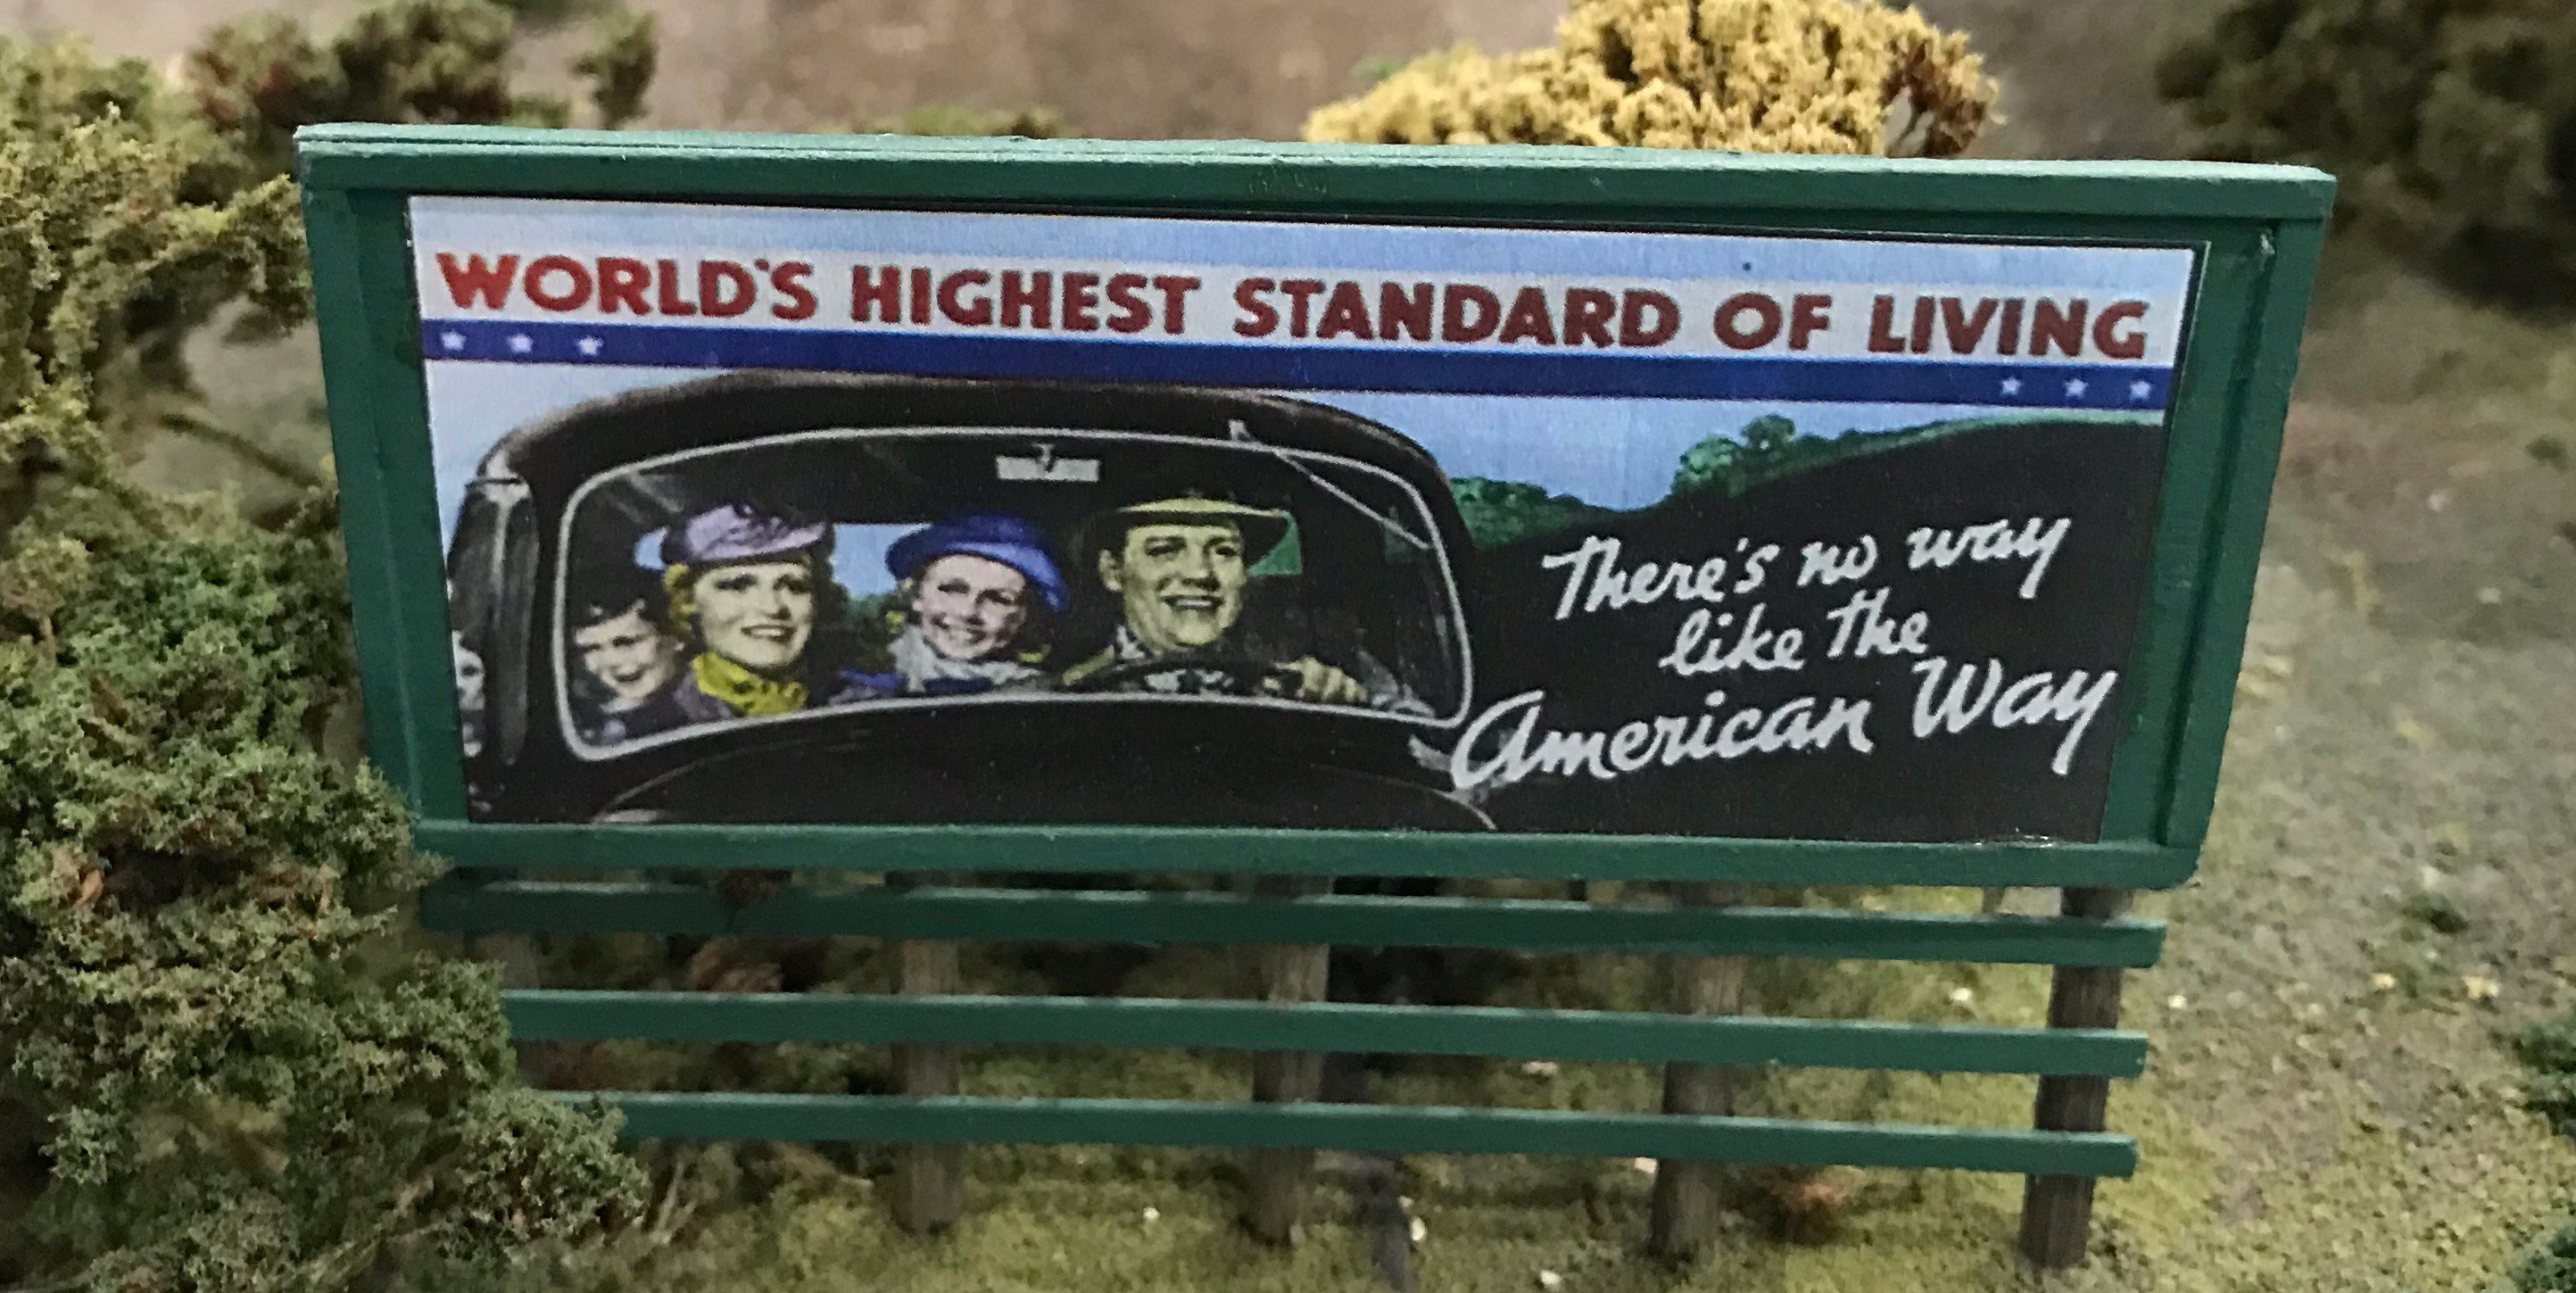 WORLD'S HIGHEST STANDARD OF LIVING
There's no way
like the
American Way